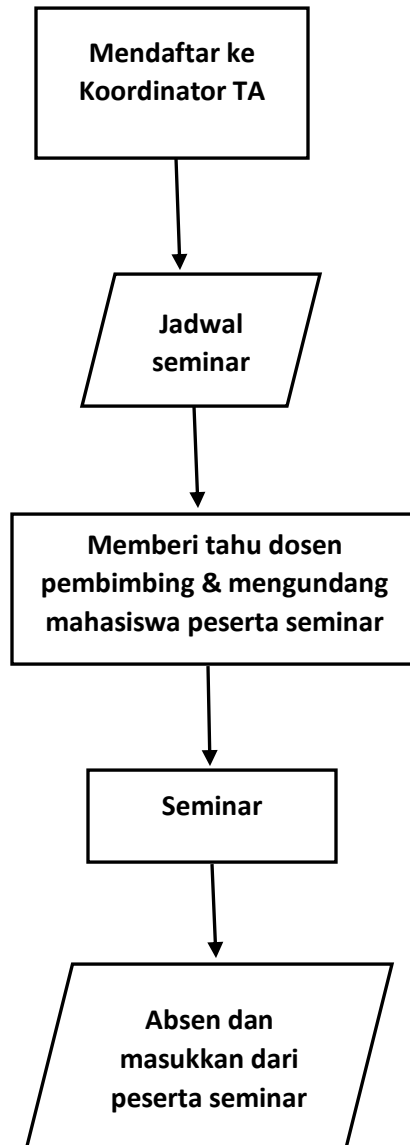 Mendaftar ke
Koordinator TA
Jadwal
seminar
Memberi tahu dosen
pembimbing & mengundang
mahasiswa peserta seminar
Seminar
Absen dan
masukkan dari
peserta seminar